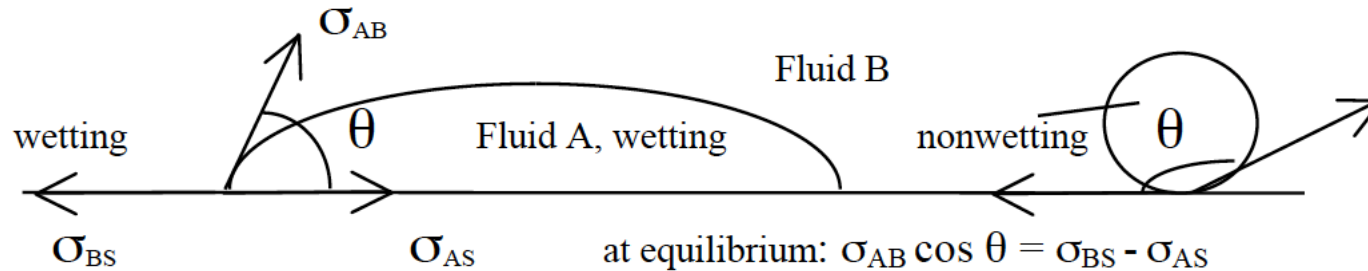 σAB
Fluid B
wetting θ Fluid A, wetting nonwetting θ
σBS σAS at equilibrium: σAB cos θ = σBS - σAS